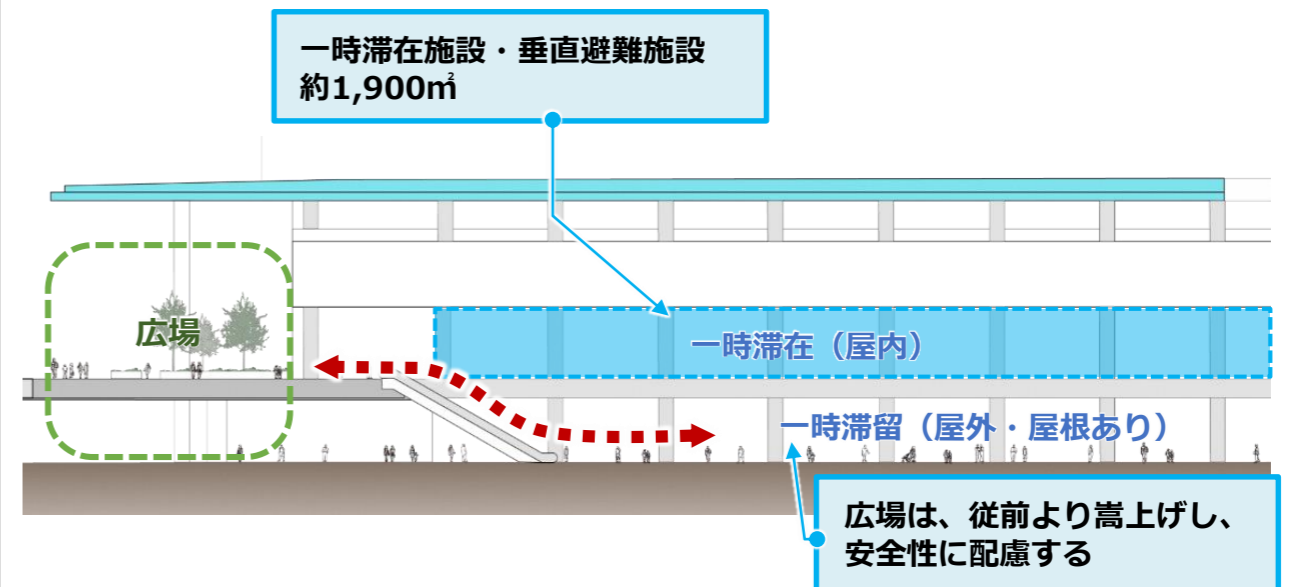 一時滞在施設・垂直避難施設
約1,900㎡
広場
一時滞在（屋内）
一時滞留（屋外・屋根あり）
広場は、従前より嵩上げし、
安全性に配慮する